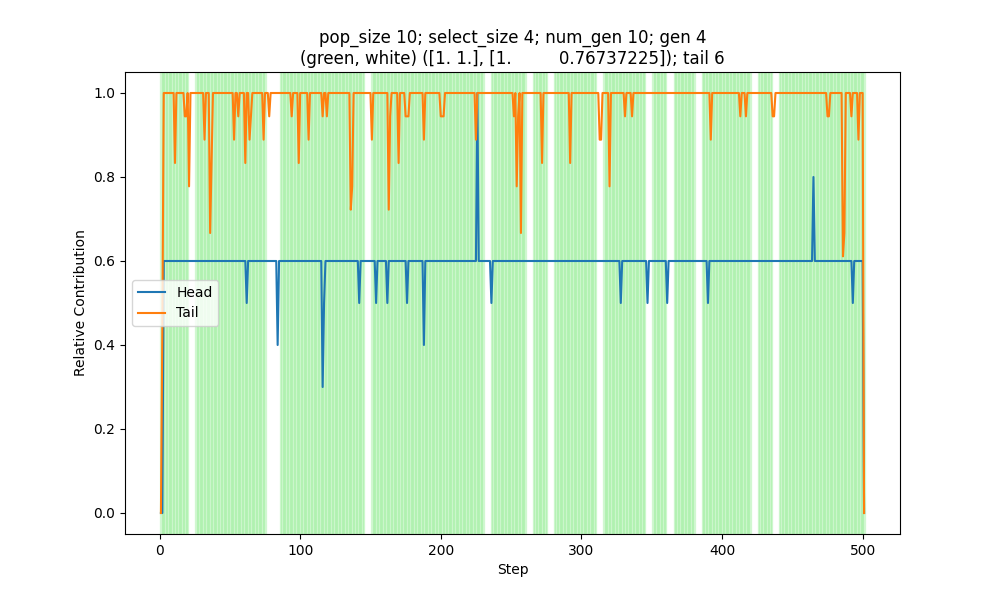 pop_size 10; select_size 4; num_gen 10; gen 4
(green, white) ([1. 1.], [1.          0.76737225]); tail 6
1.0
0.8
0.6
0.4
0.2
0.0
Relative Contribution
Head
Tail
0 100 200 300 400 500
Step